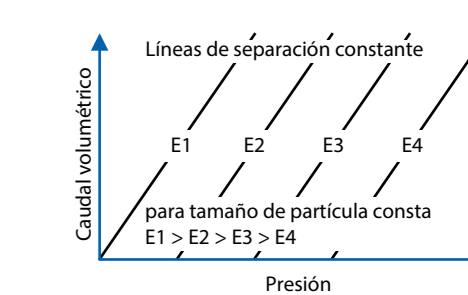 Líneas de separación constante
Caudal volumétrico
E1
E2
E3
E4
para tamaño de partícula consta
E1 > E2 > E3 > E4
Presión